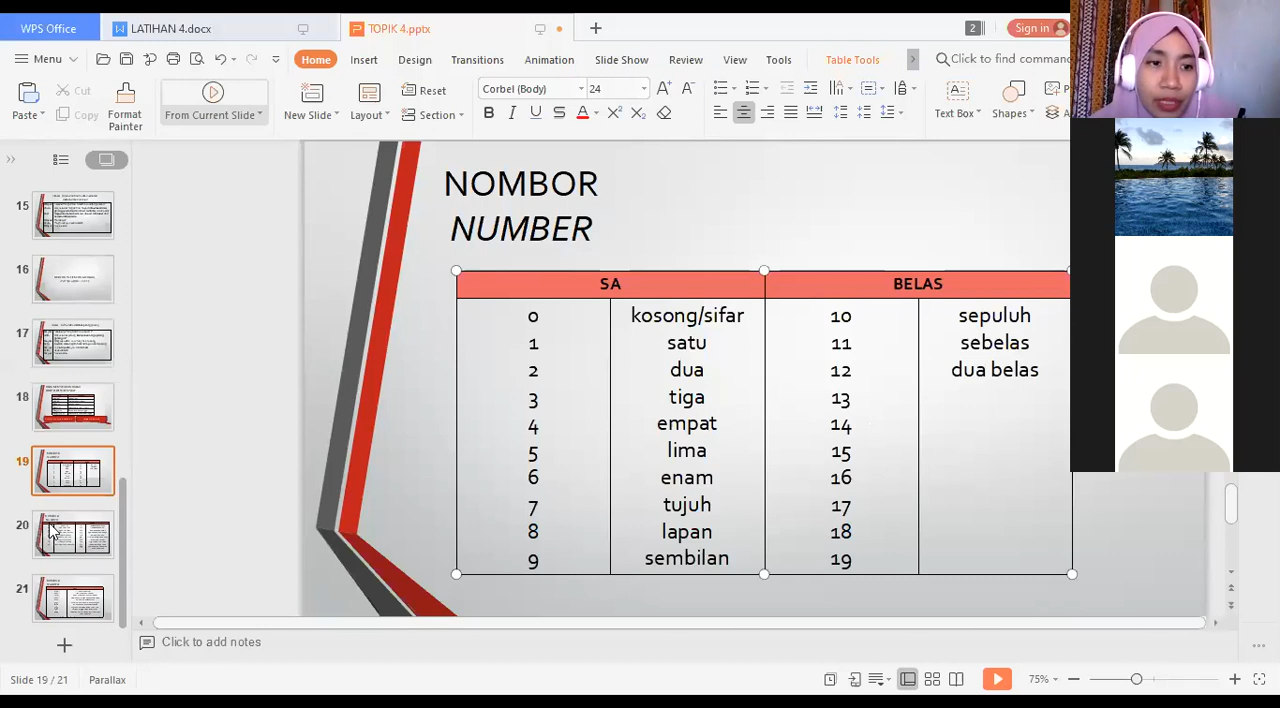 WPS Office LATIHAN 4.docx TOPIK 4.pptx 2 Sign in
Menu Home Insert Design Transitions Animation Slide Show Review View Tools Table Tools Click to find command
Paste Cut Copy Format Painter From Current Slide New Slide Layout Reset Section Corbel (Body) 24 Text Box Shapes
NOMBOR
NUMBER
SA BELAS
0 kosong/sifar 10 sepuluh
1 satu 11 sebelas
2 dua 12 dua belas
3 tiga 13
4 empat 14
5 lima 15
6 enam 16
7 tujuh 17
8 lapan 18
9 sembilan 19
15
16
17
18
19
20
21
Click to add notes
Slide 19 / 21 Parallax 75%